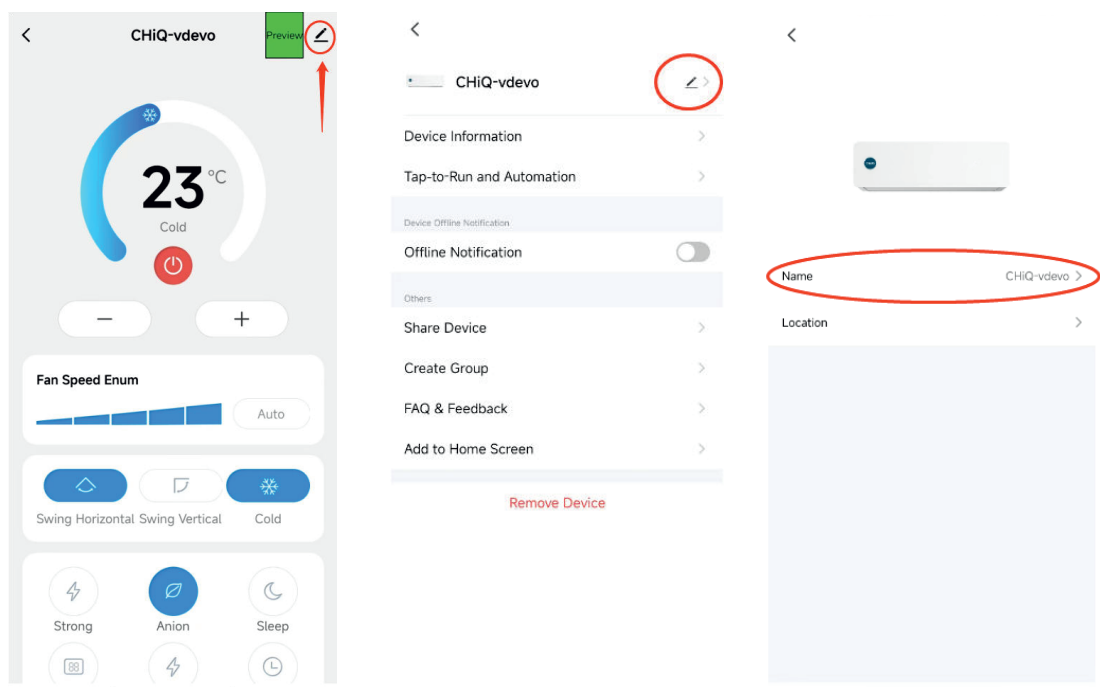 CHiQ-vdevo
Preview
23 °C
Cold
Fan Speed Enum
Auto
Swing Horizontal Swing Vertical Cold
Strong Anion Sleep
88
CHiQ-vdevo
Device Information
Tap-to-Run and Automation
Device Offline Notification
Offline Notification
Others
Share Device
Create Group
FAQ & Feedback
Add to Home Screen
Remove Device
Name CHiQ-vdevo
Location